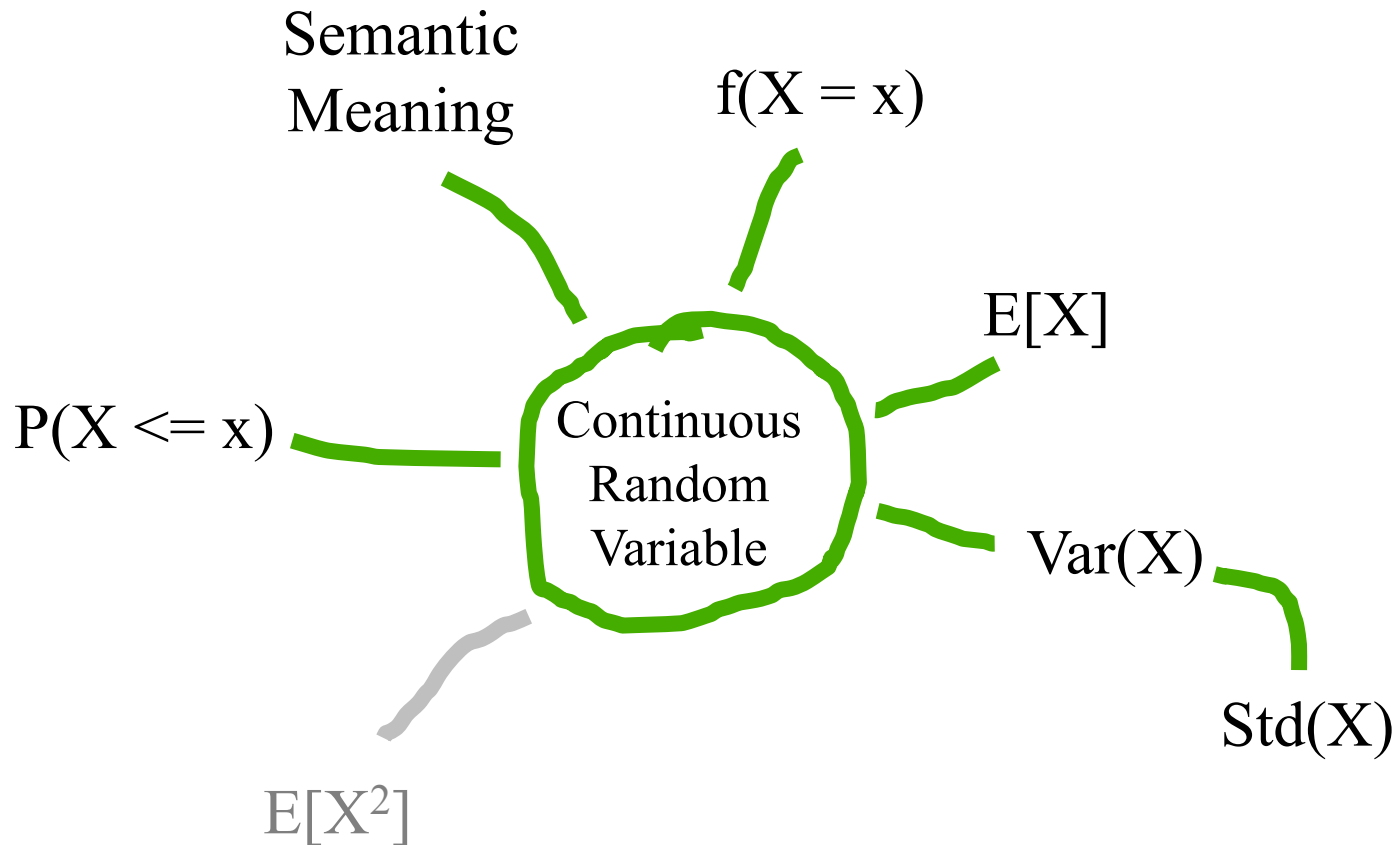 Semantic
Meaning
f(X = x)
E[X]
P(X <= x)
Continuous
Random
Variable
Var(X)
Std(X)
E[X²]